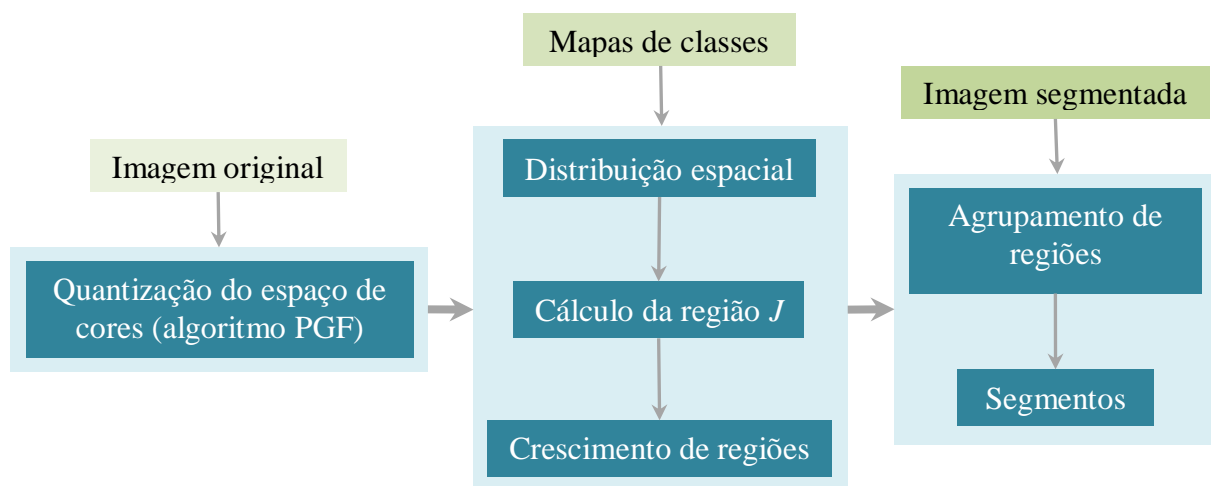 Imagem original
Quantização do espaço de
cores (algoritmo PGF)
Mapas de classes
Distribuição espacial
Cálculo da região J
Crescimento de regiões
Imagem segmentada
Agrupamento de
regiões
Segmentos